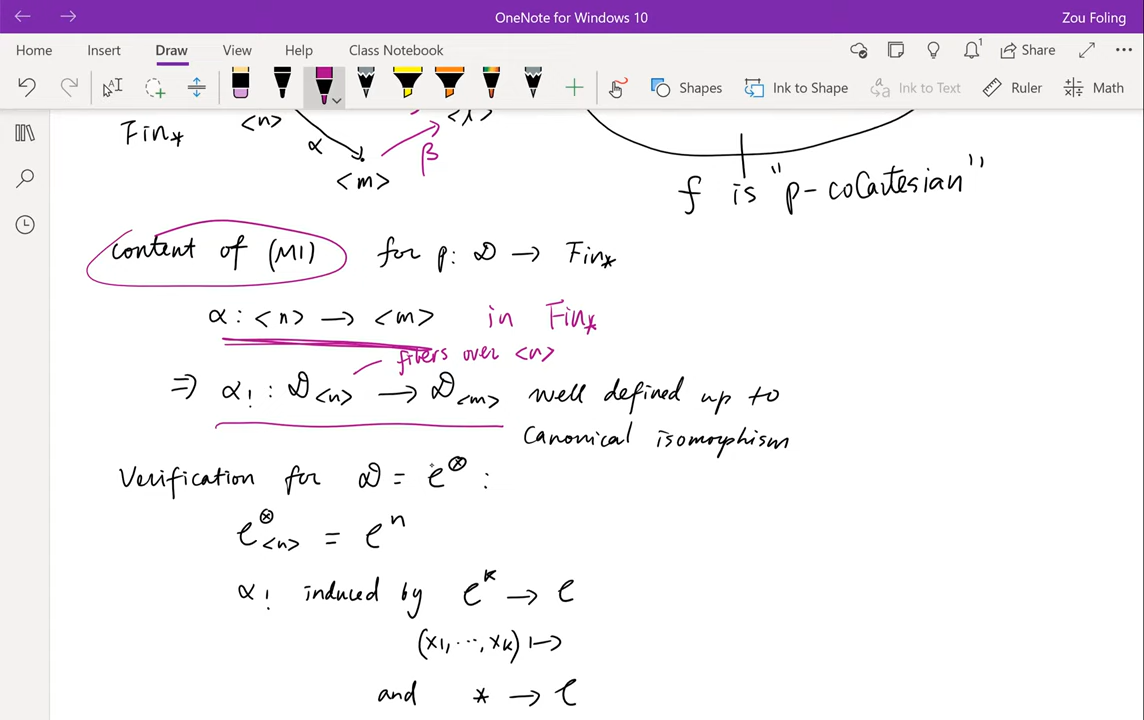 OneNote for Windows 10
Zou Foling
Home Insert Draw View Help Class Notebook
Share
Shapes Ink to Shape Ink to Text Ruler Math
<n> <λ>
Fin* α β
<m>
f is "p-coCartesian"
Content of (M1) for p: D → Fin*
α: <n> → <m> in Fin*
fibers over <n>
⇒ α! : D<n> → D<m> well defined up to
canonical isomorphism
Verification for D = C^⊗ :
C^⊗<n> = C^n
α! induced by C^k → C
(x1, ..., xk) ↦
and * → C